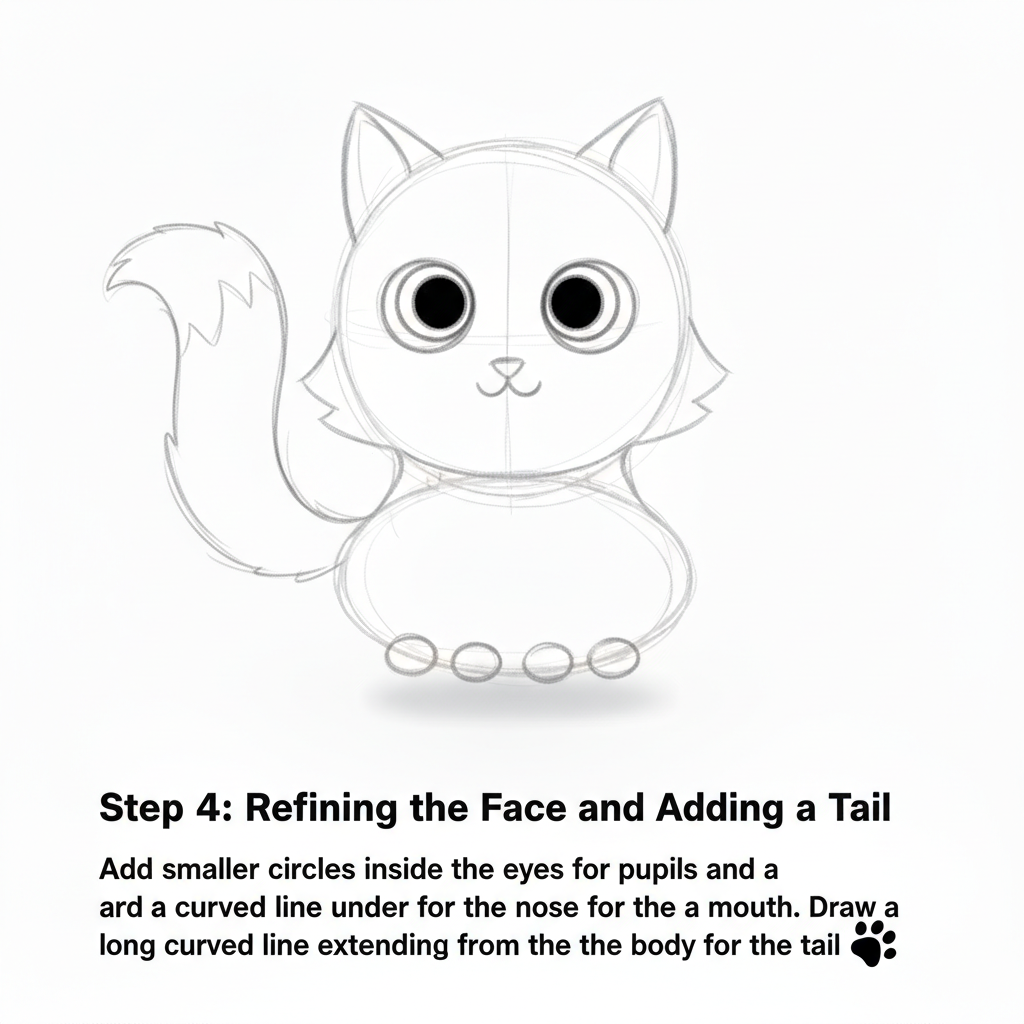 Step 4: Refining the Face and Adding a Tail
Add smaller circles inside the eyes for pupils and a
ard a curved line under for the nose for the a mouth. Draw a
long curved line extending from the the body for the tail